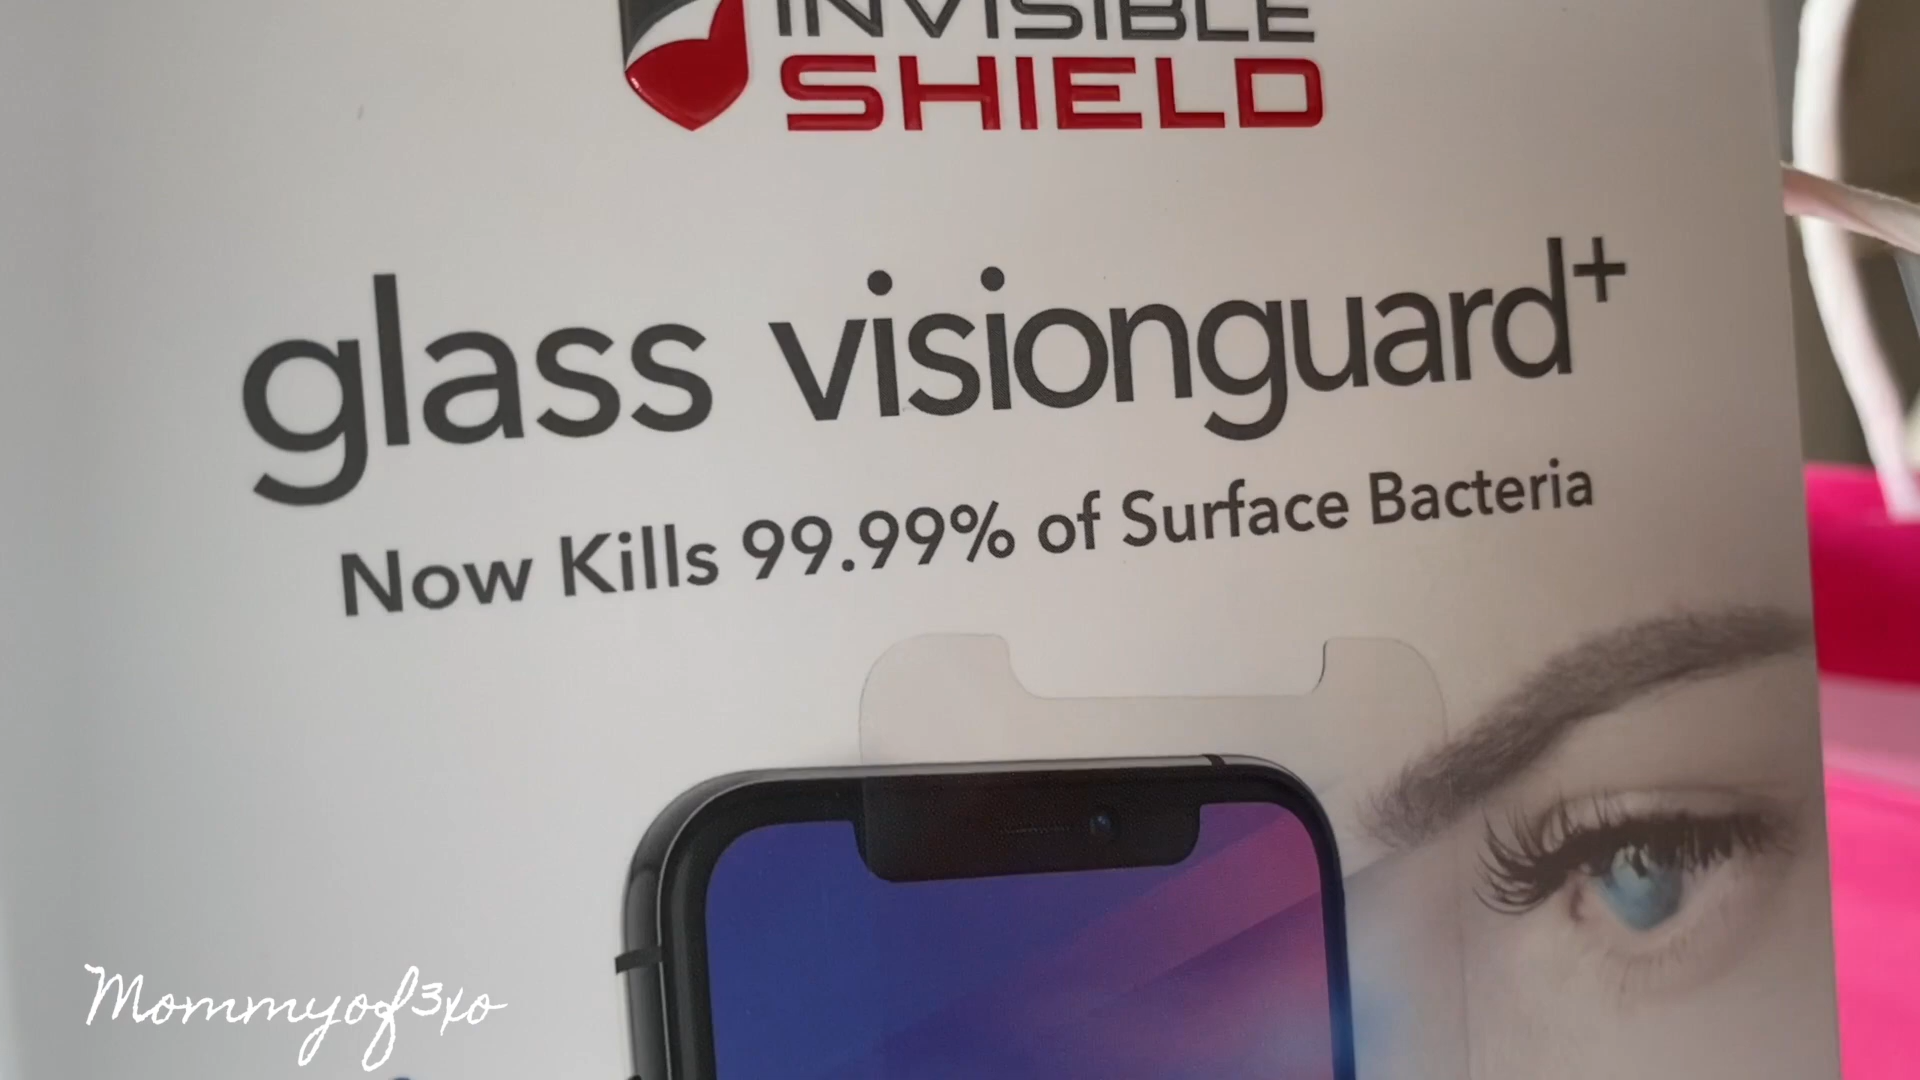 INVISIBLE
SHIELD
glass visionguard+
Now Kills 99.99% of Surface Bacteria
Mommyof3xo